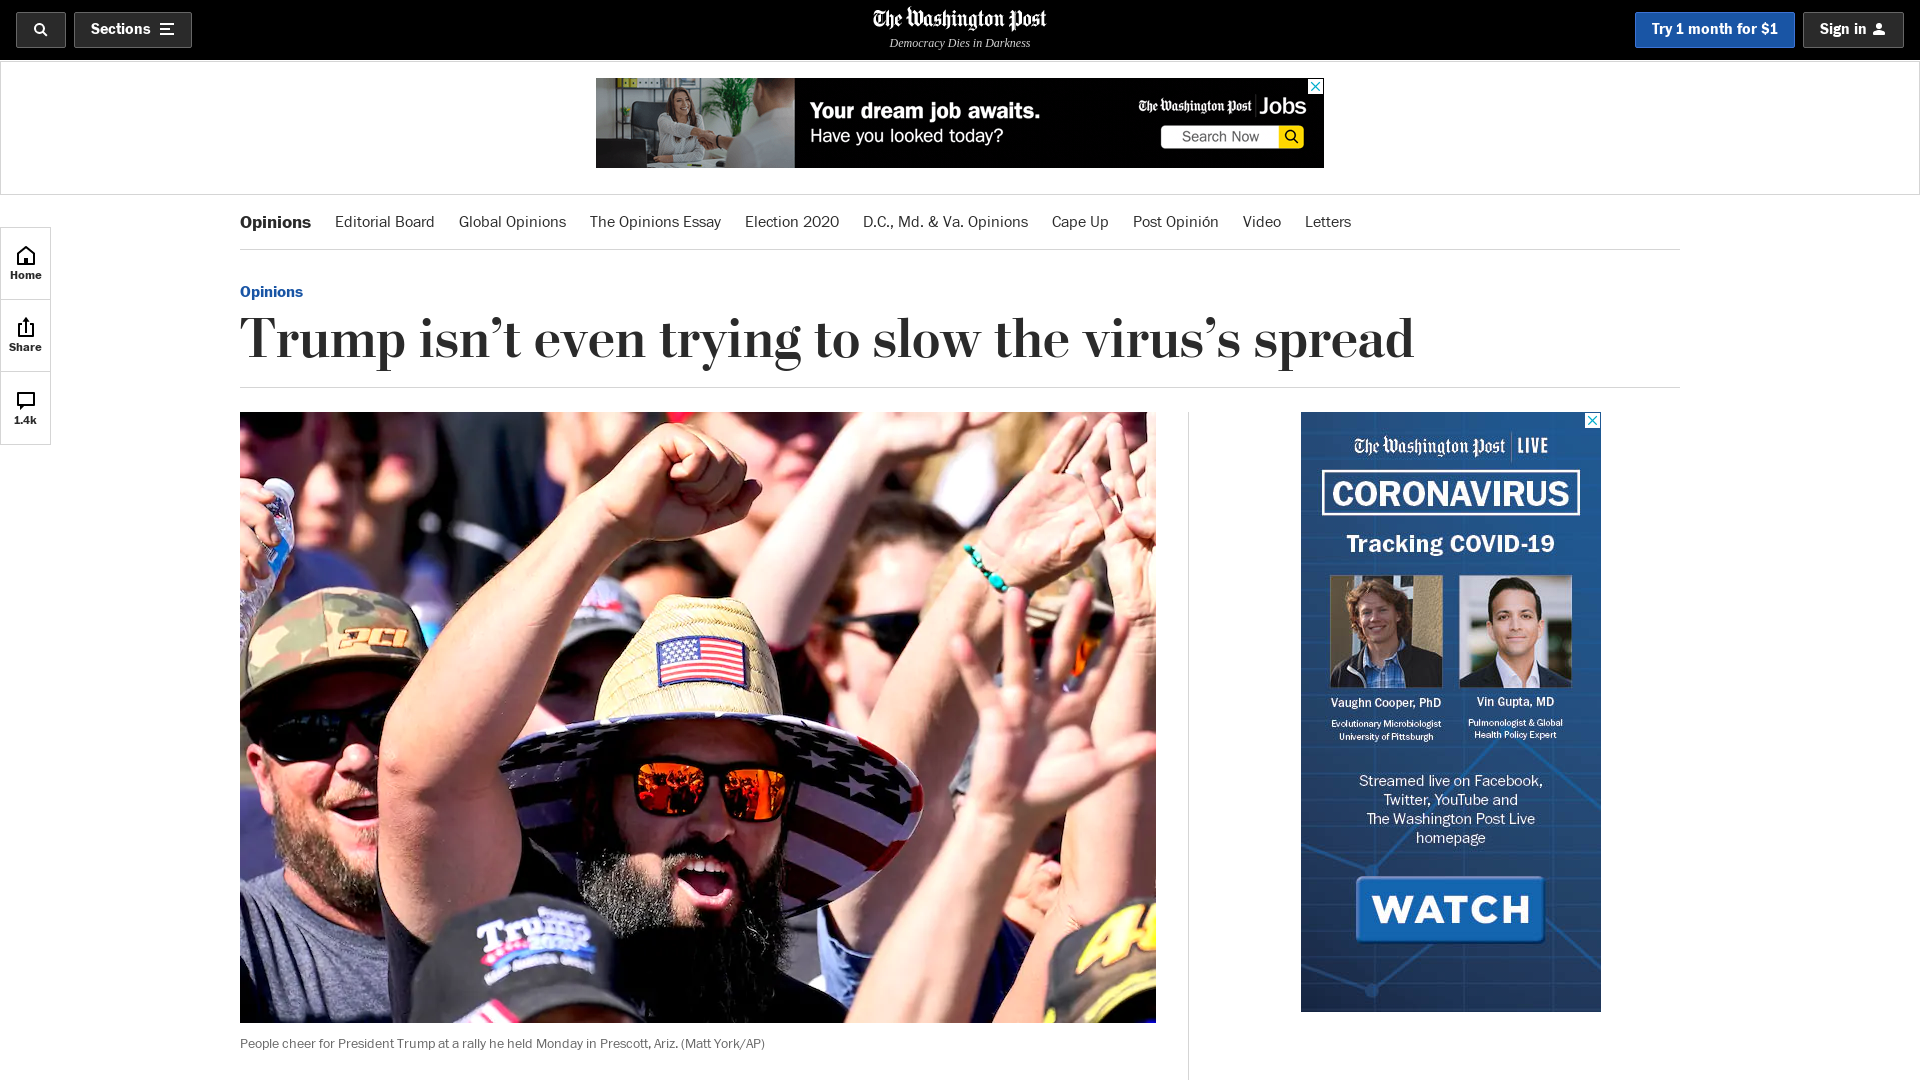 Sections
The Washington Post
Democracy Dies in Darkness
Try 1 month for $1
Sign in
Your dream job awaits.
Have you looked today?
The Washington Post Jobs
Search Now
Opinions Editorial Board Global Opinions The Opinions Essay Election 2020 D.C., Md. & Va. Opinions Cape Up Post Opinión Video Letters
Home
Share
1.4k
Opinions
Trump isn’t even trying to slow the virus’s spread
PCI
Trump
The Washington Post LIVE
CORONAVIRUS
Tracking COVID-19
Vaughn Cooper, PhD
Evolutionary Microbiologist
University of Pittsburgh
Vin Gupta, MD
Pulmonologist & Global
Health Policy Expert
Streamed live on Facebook,
Twitter, YouTube and
The Washington Post Live
homepage
WATCH
People cheer for President Trump at a rally he held Monday in Prescott, Ariz. (Matt York/AP)